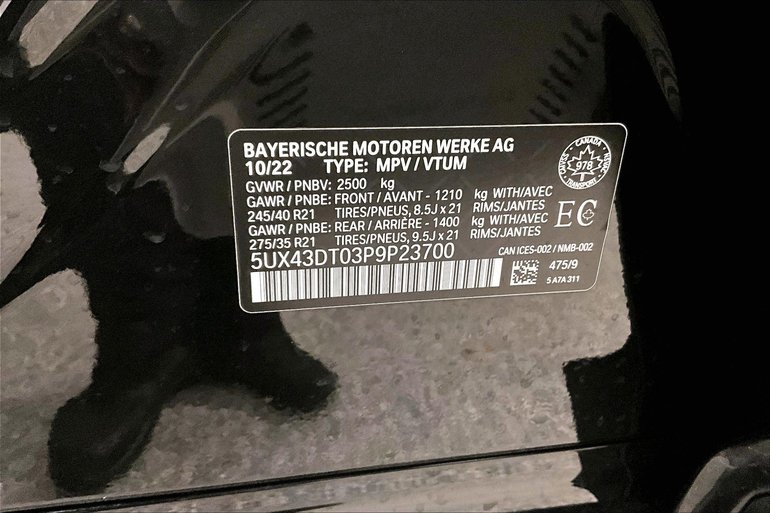 BAYERISCHE MOTOREN WERKE AG
10/22 TYPE: MPV / VTUM
GVWR / PNBV: 2500 kg
GAWR / PNBE: FRONT / AVANT - 1210 kg WITH/AVEC
245/40 R21 TIRES/PNEUS, 8.5J x 21 RIMS/JANTES
GAWR / PNBE: REAR / ARRIÈRE - 1400 kg WITH/AVEC
275/35 R21 TIRES/PNEUS, 9.5J x 21 RIMS/JANTES
5UX43DT03P9P23700
CANADA
978
TRANSPORT
EC
CAN ICES-002 / NMB-002
475/9
5 A7A 311